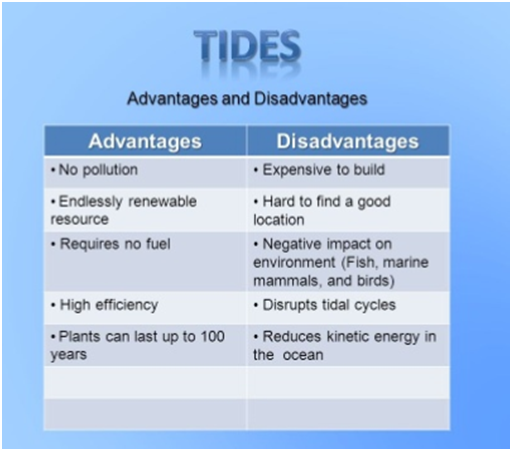 TIDES
Advantages and Disadvantages
Advantages
Disadvantages
• No pollution
• Expensive to build
• Endlessly renewable
resource
• Hard to find a good
location
• Requires no fuel
• Negative impact on
environment (Fish, marine
mammals, and birds)
• High efficiency
• Disrupts tidal cycles
• Plants can last up to 100
years
• Reduces kinetic energy in
the ocean